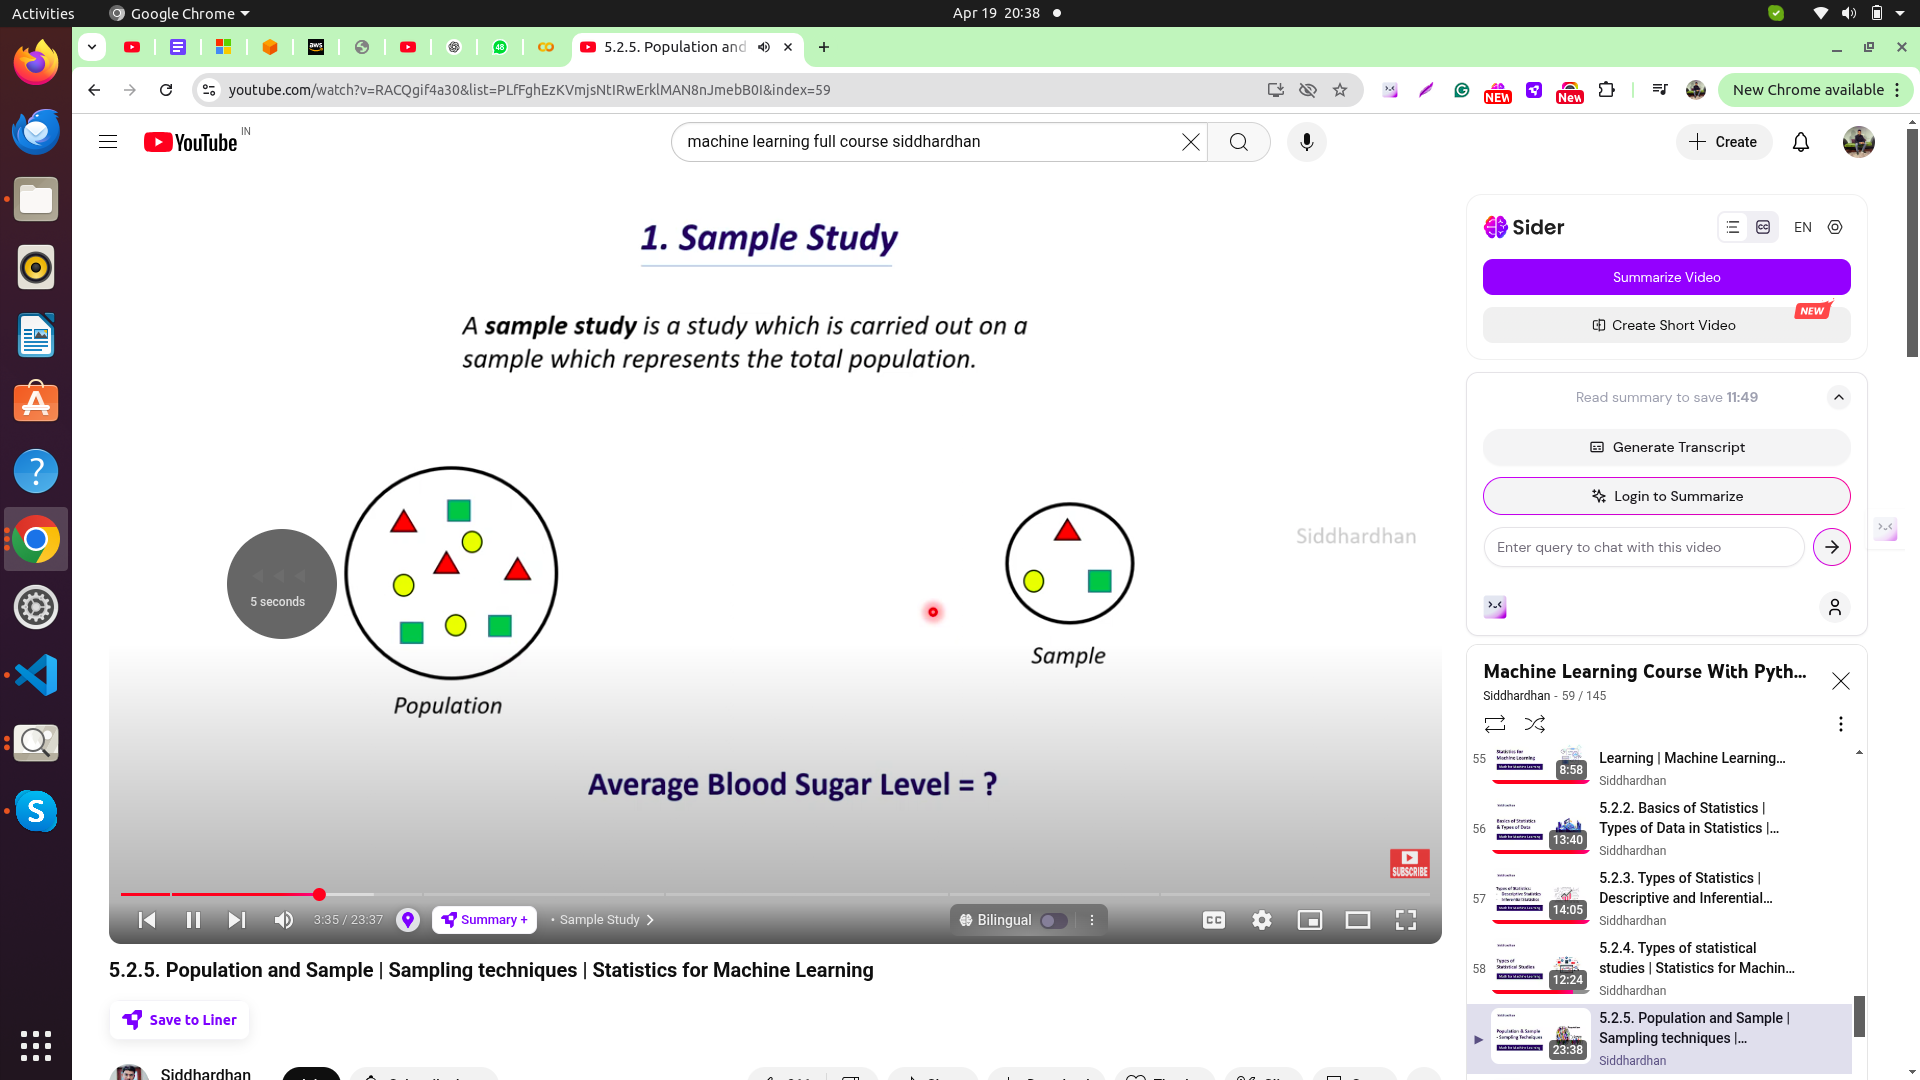 Activities
Google Chrome
Apr 19 20:38
48
5.2.5. Population and
youtube.com/watch?v=RACQgif4a30&list=PLfFghEzKVmjsNtIRwErklMAN8nJmebB0I&index=59
NEW
New
New Chrome available
YouTube
IN
machine learning full course siddhardhan
Create
1. Sample Study
A sample study is a study which is carried out on a
sample which represents the total population.
Siddhardhan
5 seconds
Sample
Population
Average Blood Sugar Level = ?
SUBSCRIBE
3:35 / 23:37
Summary +
• Sample Study
Bilingual
CC
5.2.5. Population and Sample | Sampling techniques | Statistics for Machine Learning
Save to Liner
Siddhardhan
Sider
EN
Summarize Video
NEW
Create Short Video
Read summary to save 11:49
Generate Transcript
Login to Summarize
Enter query to chat with this video
Machine Learning Course With Pyth...
Siddhardhan - 59 / 145
55
8:58
Learning | Machine Learning...
Siddhardhan
56
13:40
5.2.2. Basics of Statistics |
Types of Data in Statistics |...
Siddhardhan
57
14:05
5.2.3. Types of Statistics |
Descriptive and Inferential...
Siddhardhan
58
12:24
5.2.4. Types of statistical
studies | Statistics for Machin...
Siddhardhan
23:38
5.2.5. Population and Sample |
Sampling techniques |...
Siddhardhan